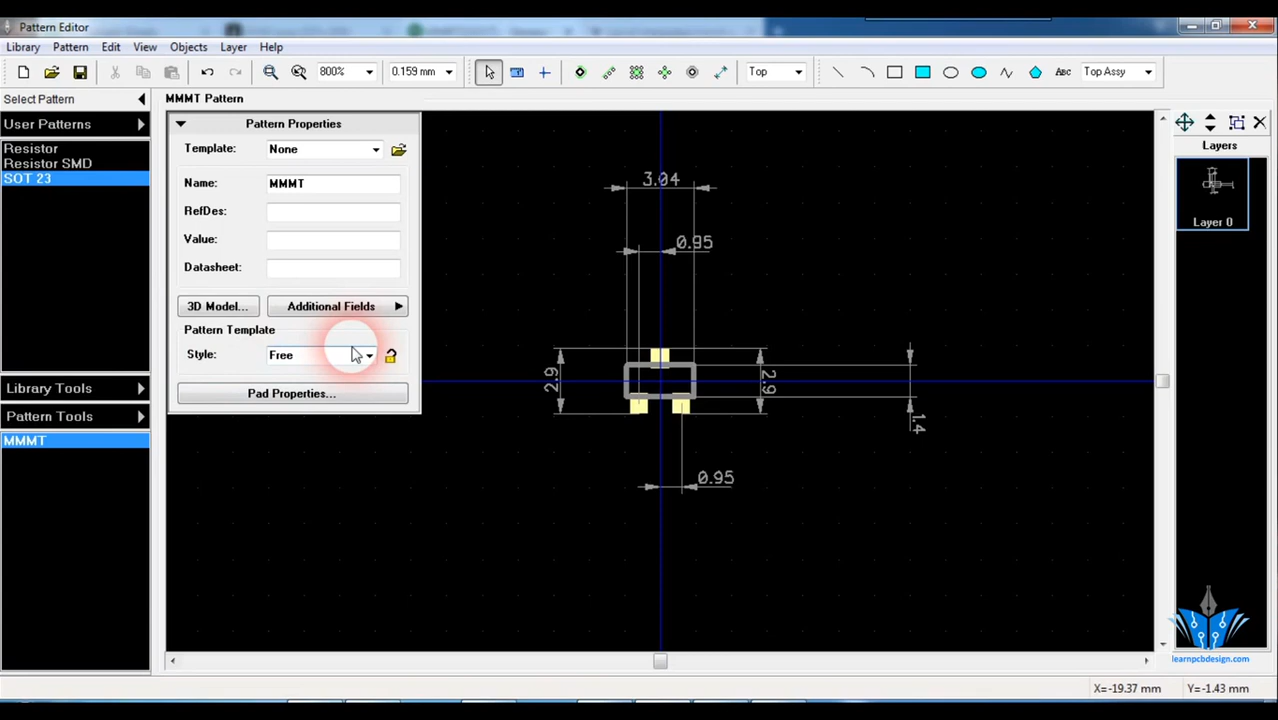 Pattern Editor
Library Pattern Edit View Objects Layer Help
800% 0.159 mm Top Abc Top Assy
Select Pattern
MMMT Pattern
User Patterns
Resistor
Resistor SMD
SOT 23
Library Tools
Pattern Tools
MMMT
Pattern Properties
Template: None
Name: MMMT
RefDes:
Value:
Datasheet:
3D Model... Additional Fields
Pattern Template
Style: Free
Pad Properties...
3.04
0.95
2.9
2.9
1.4
0.95
Layers
Layer 0
learnpcbdesign.com
X=-19.37 mm Y=-1.43 mm